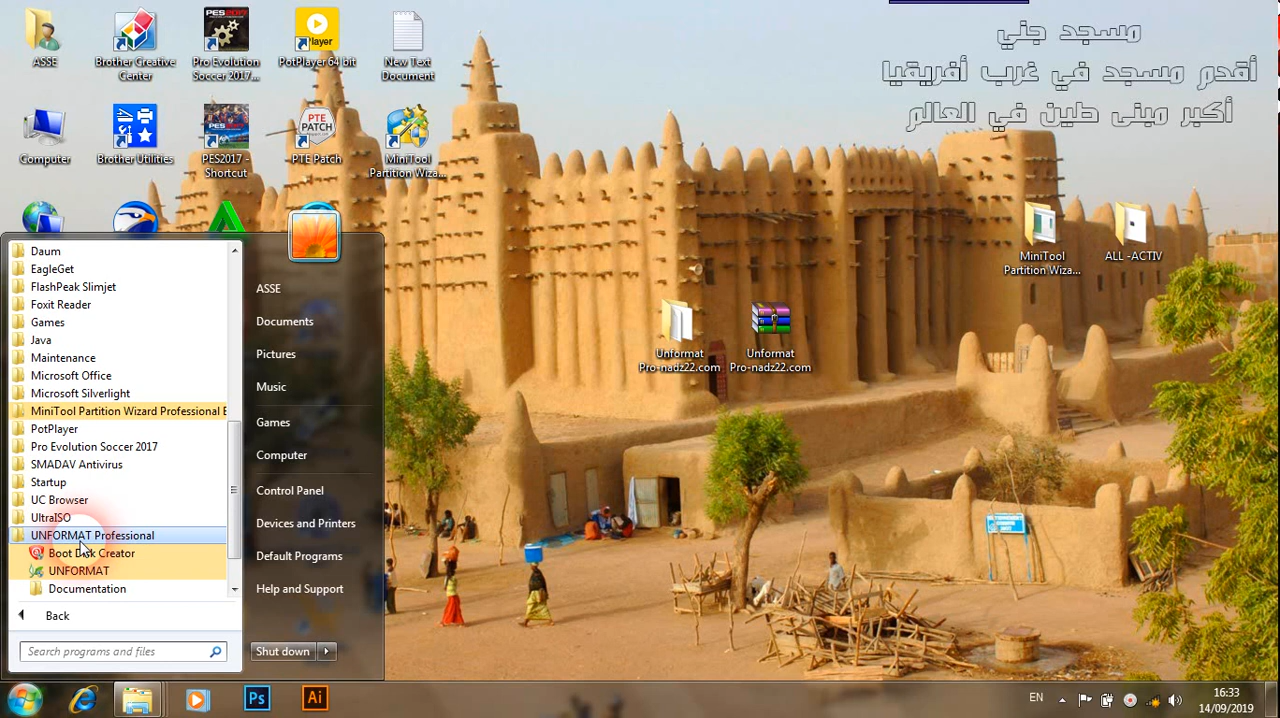 ASSE
Brother Creative
Center
Pro Evolution
Soccer 2017...
PotPlayer 64 bit
New Text
Document
Computer
Brother Utilities
PES2017 -
Shortcut
PTE Patch
MiniTool
Partition Wiza...
مسجد جني
أقدم مسجد في غرب أفريقيا
أكبر مبنى طين في العالم
MiniTool
Partition Wiza...
ALL -ACTIV
Unformat
Pro-nadz22.com
Unformat
Pro-nadz22.com
Daum
EagleGet
FlashPeak Slimjet
Foxit Reader
Games
Java
Maintenance
Microsoft Office
Microsoft Silverlight
MiniTool Partition Wizard Professional E
PotPlayer
Pro Evolution Soccer 2017
SMADAV Antivirus
Startup
UC Browser
UltraISO
UNFORMAT Professional
Boot Disk Creator
UNFORMAT
Documentation
Back
Search programs and files
ASSE
Documents
Pictures
Music
Games
Computer
Control Panel
Devices and Printers
Default Programs
Help and Support
Shut down
Ps
Ai
EN
16:33
14/09/2019